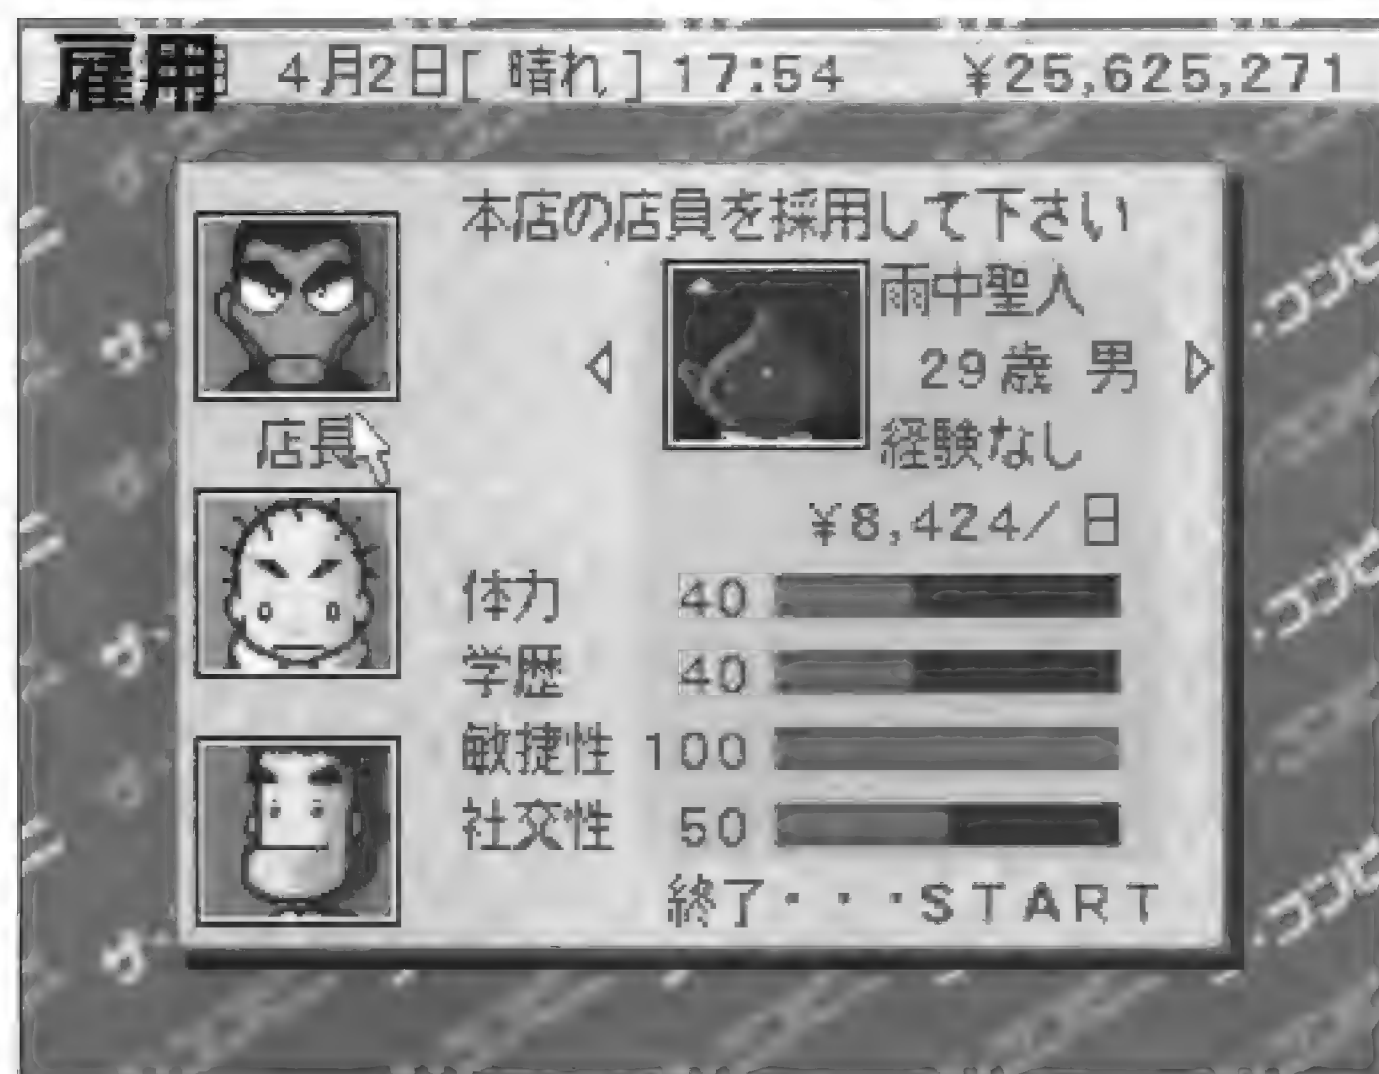 雇用 4月2日[ 晴れ ] 17:54 ¥25,625,271
本店の店員を採用して下さい
雨中聖人
29歳 男
経験なし
店長
¥8,424/日
体力 40
学歴 40
敏捷性 100
社交性 50
終了・・・START